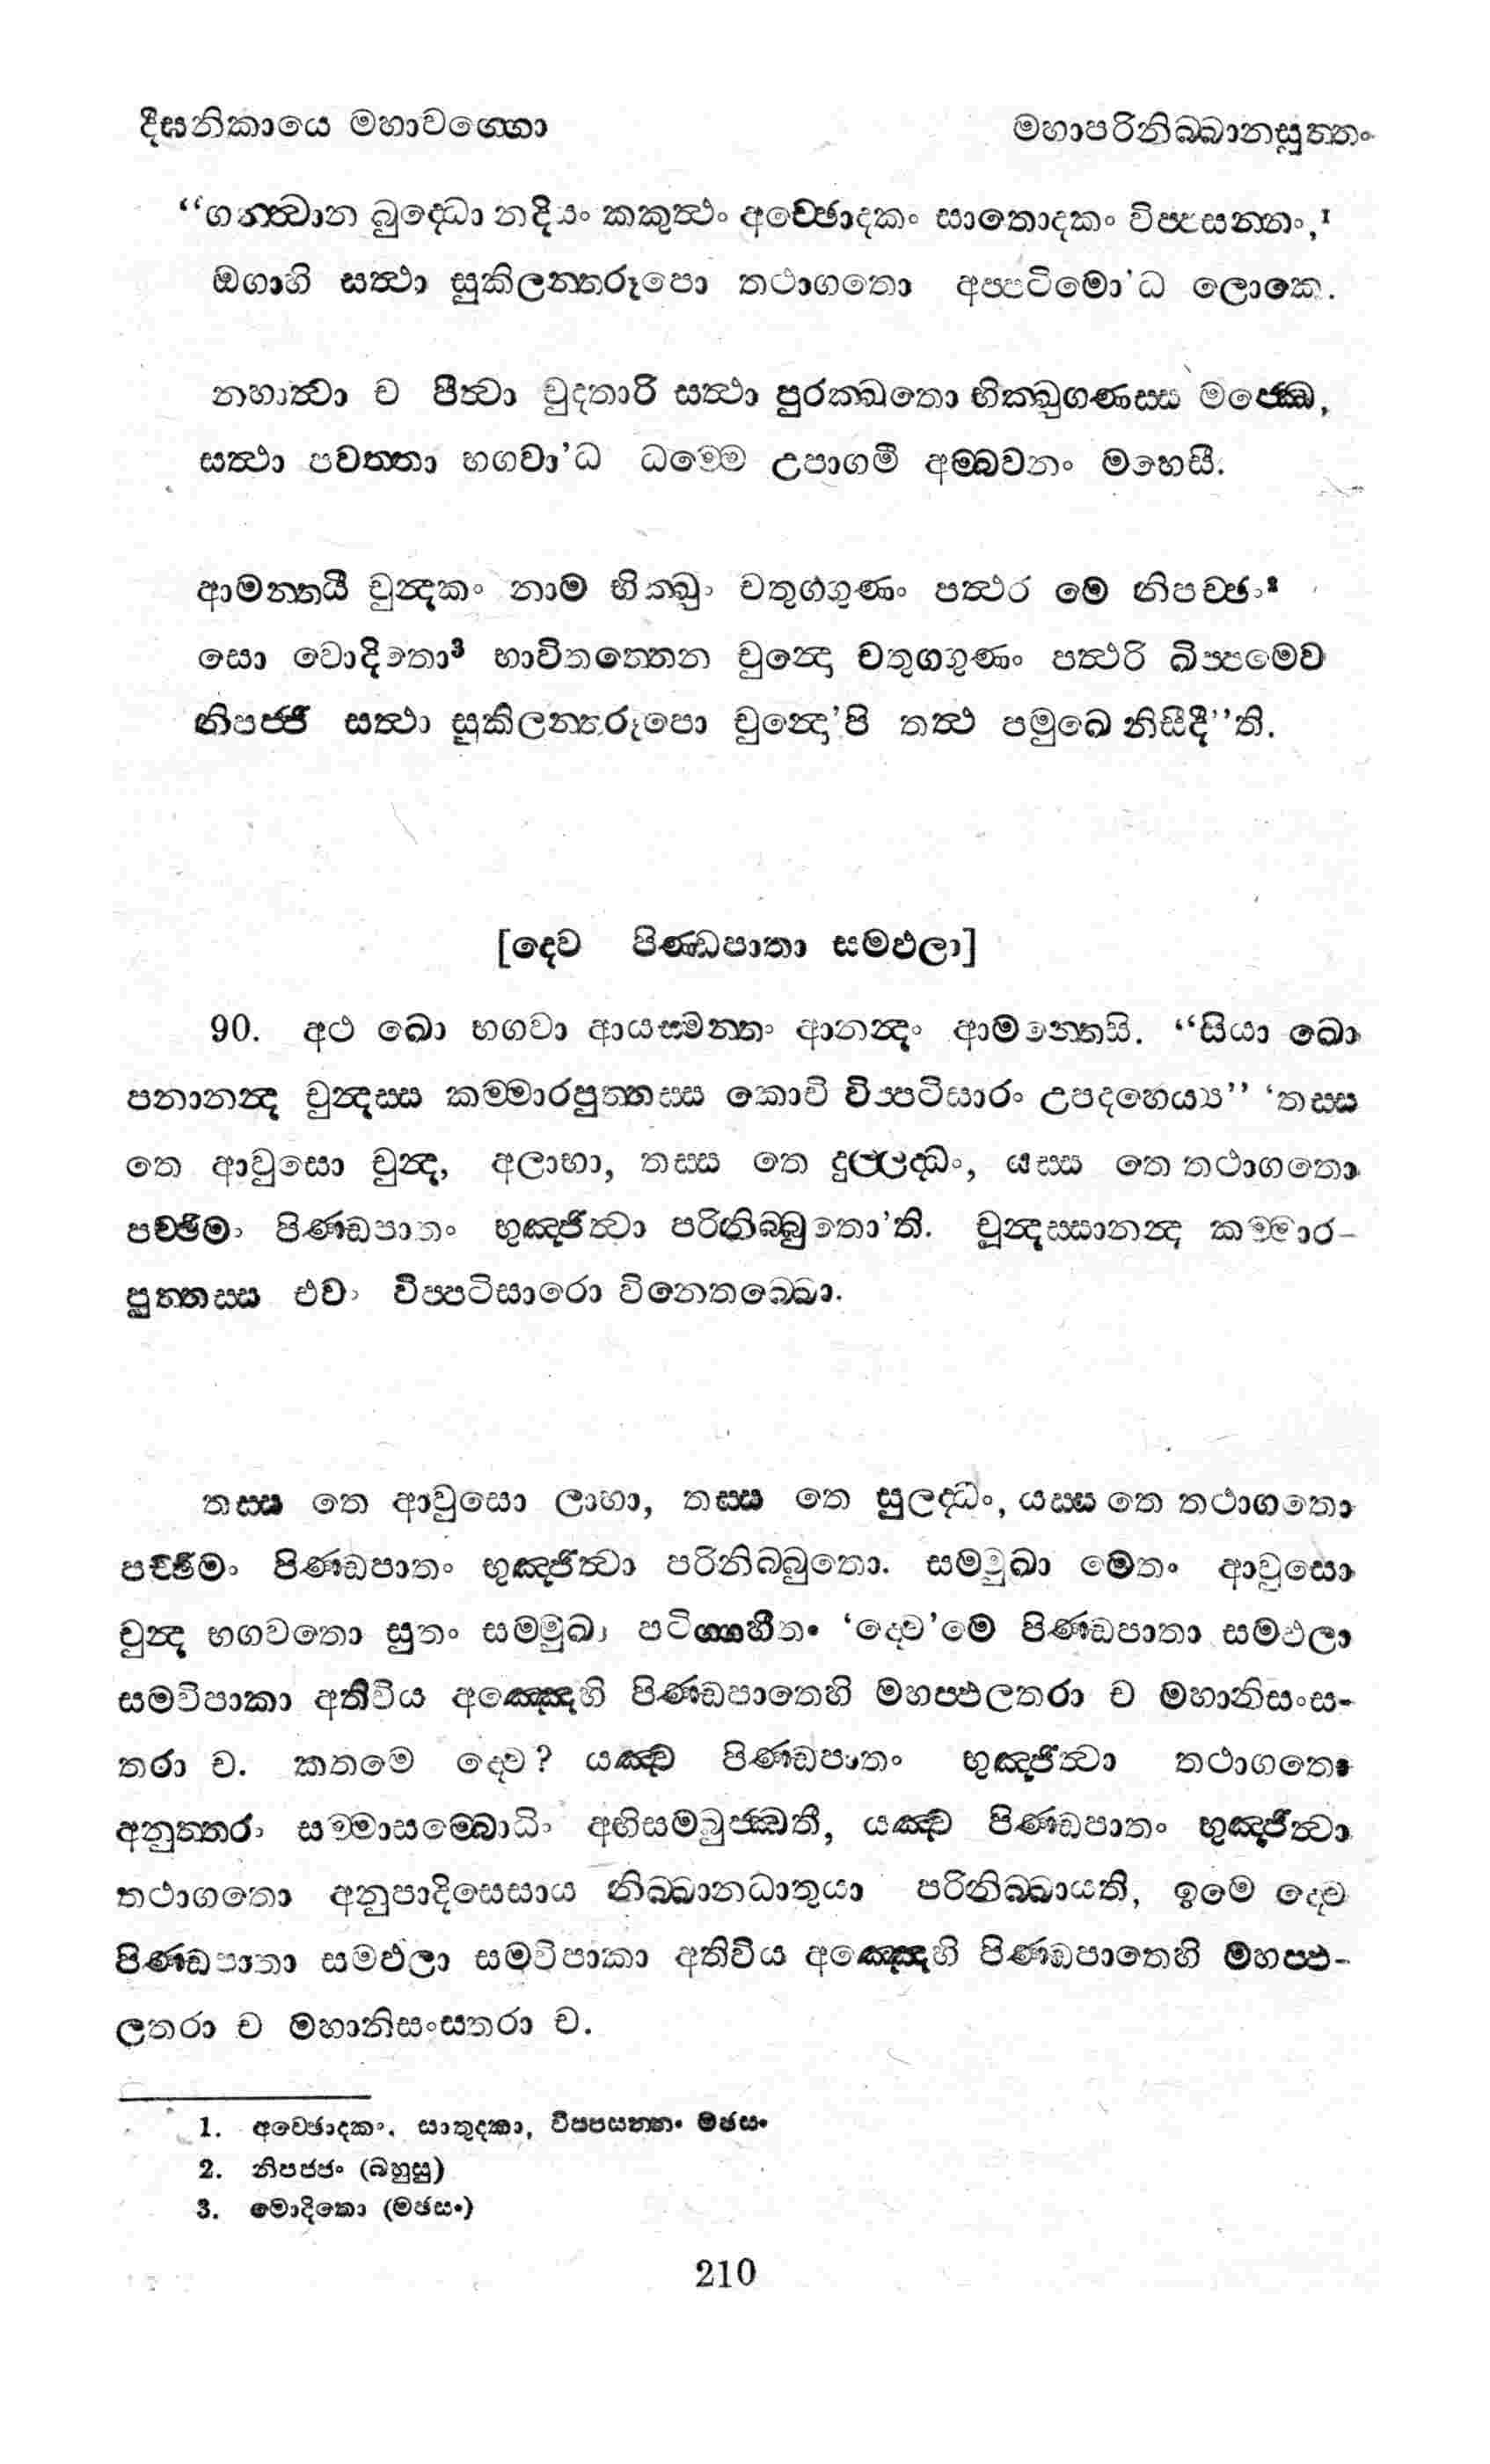 දීඝනිකායෙ මහාවග්ගො මහාපරිනිබ්බානසුත්තං
“ගන්ත්වාන බුද්ධො නදියං කකුත්ථං අච්ඡොදකං සාතොදකං විප්පසන්නං,¹
ඔගාහි සත්ථා සුකිලන්තරූපො තථාගතො අප්පටිමො’ධ ලොකෙ.
නහාත්වා ච පීත්වා චුදතාරි සත්ථා පුරක්ඛතො භික්ඛුගණස්ස මජ්ඣෙ,
සත්ථා පවත්තා භගවා’ධ ධම්මෙ උපාගමී අම්බවනං මහෙසී.
ආමන්තයී චුන්දකං නාම භික්ඛුං චතුග්ගුණං පත්ථර මෙ නිපච්ඡං²
සො චොදිතො³ භාවිතත්තෙන චුන්දො චතුග්ගුණං පත්ථරි ඛිප්පමෙව
නිපජ්ජී සත්ථා සුකිලන්තරූපො චුන්දො’පි තත්ථ පමුඛෙ නිසීදී’’ති.
[ද්වෙ පිණ්ඩපාතා සමඵලා]
90. අථ ඛො භගවා ආයස්මන්තං ආනන්දං ආමන්තෙසි. “සියා ඛො
පනානන්ද චුන්දස්ස කම්මාරපුත්තස්ස කොචි විප්පටිසාරං උපදහෙය්‍ය” ‘තස්ස
තෙ ආවුසො චුන්ද, අලාභා, තස්ස තෙ දුල්ලද්ධං, යස්ස තෙ තථාගතො
පච්ඡිමං පිණ්ඩපාතං භුඤ්ජිත්වා පරිනිබ්බුතො’ති. චූන්දස්සානන්ද කම්මාර-
පුත්තස්ස එවං විප්පටිසාරො විනෙතබ්බො.
තස්ස තෙ ආවුසො ලාභා, තස්ස තෙ සුලද්ධං, යස්ස තෙ තථාගතො
පච්ඡිමං පිණ්ඩපාතං භුඤ්ජිත්වා පරිනිබ්බුතො. සම්මුඛා මෙතං ආවුසො
චුන්ද භගවතො සුතං සම්මුඛා පටිග්ගහීතං ‘ද්වෙ’මෙ පිණ්ඩපාතා සමඵලා
සමවිපාකා අතිවිය අඤ්ඤෙහි පිණ්ඩපාතෙහි මහප්ඵලතරා ච මහානිසංස-
තරා ච. කතමෙ ද්වෙ? යඤ්ච පිණ්ඩපාතං භුඤ්ජිත්වා තථාගතො
අනුත්තරං සම්මාසම්බොධිං අභිසම්බුජ්ඣති, යඤ්ච පිණ්ඩපාතං භුඤ්ජිත්වා
තථාගතො අනුපාදිසෙසාය නිබ්බානධාතුයා පරිනිබ්බායති, ඉමෙ ද්වෙ
පිණ්ඩපාතා සමඵලා සමවිපාකා අතිවිය අඤ්ඤෙහි පිණ්ඩපාතෙහි මහප්ඵ-
ලතරා ච මහානිසංසතරා ච.
1. අච්ඡොදකං, සාතුදකා, විප්පසන්නං මඡසං
2. නිපජ්ජං (බහුසු)
3. මොදිතො (මඡසං)
210